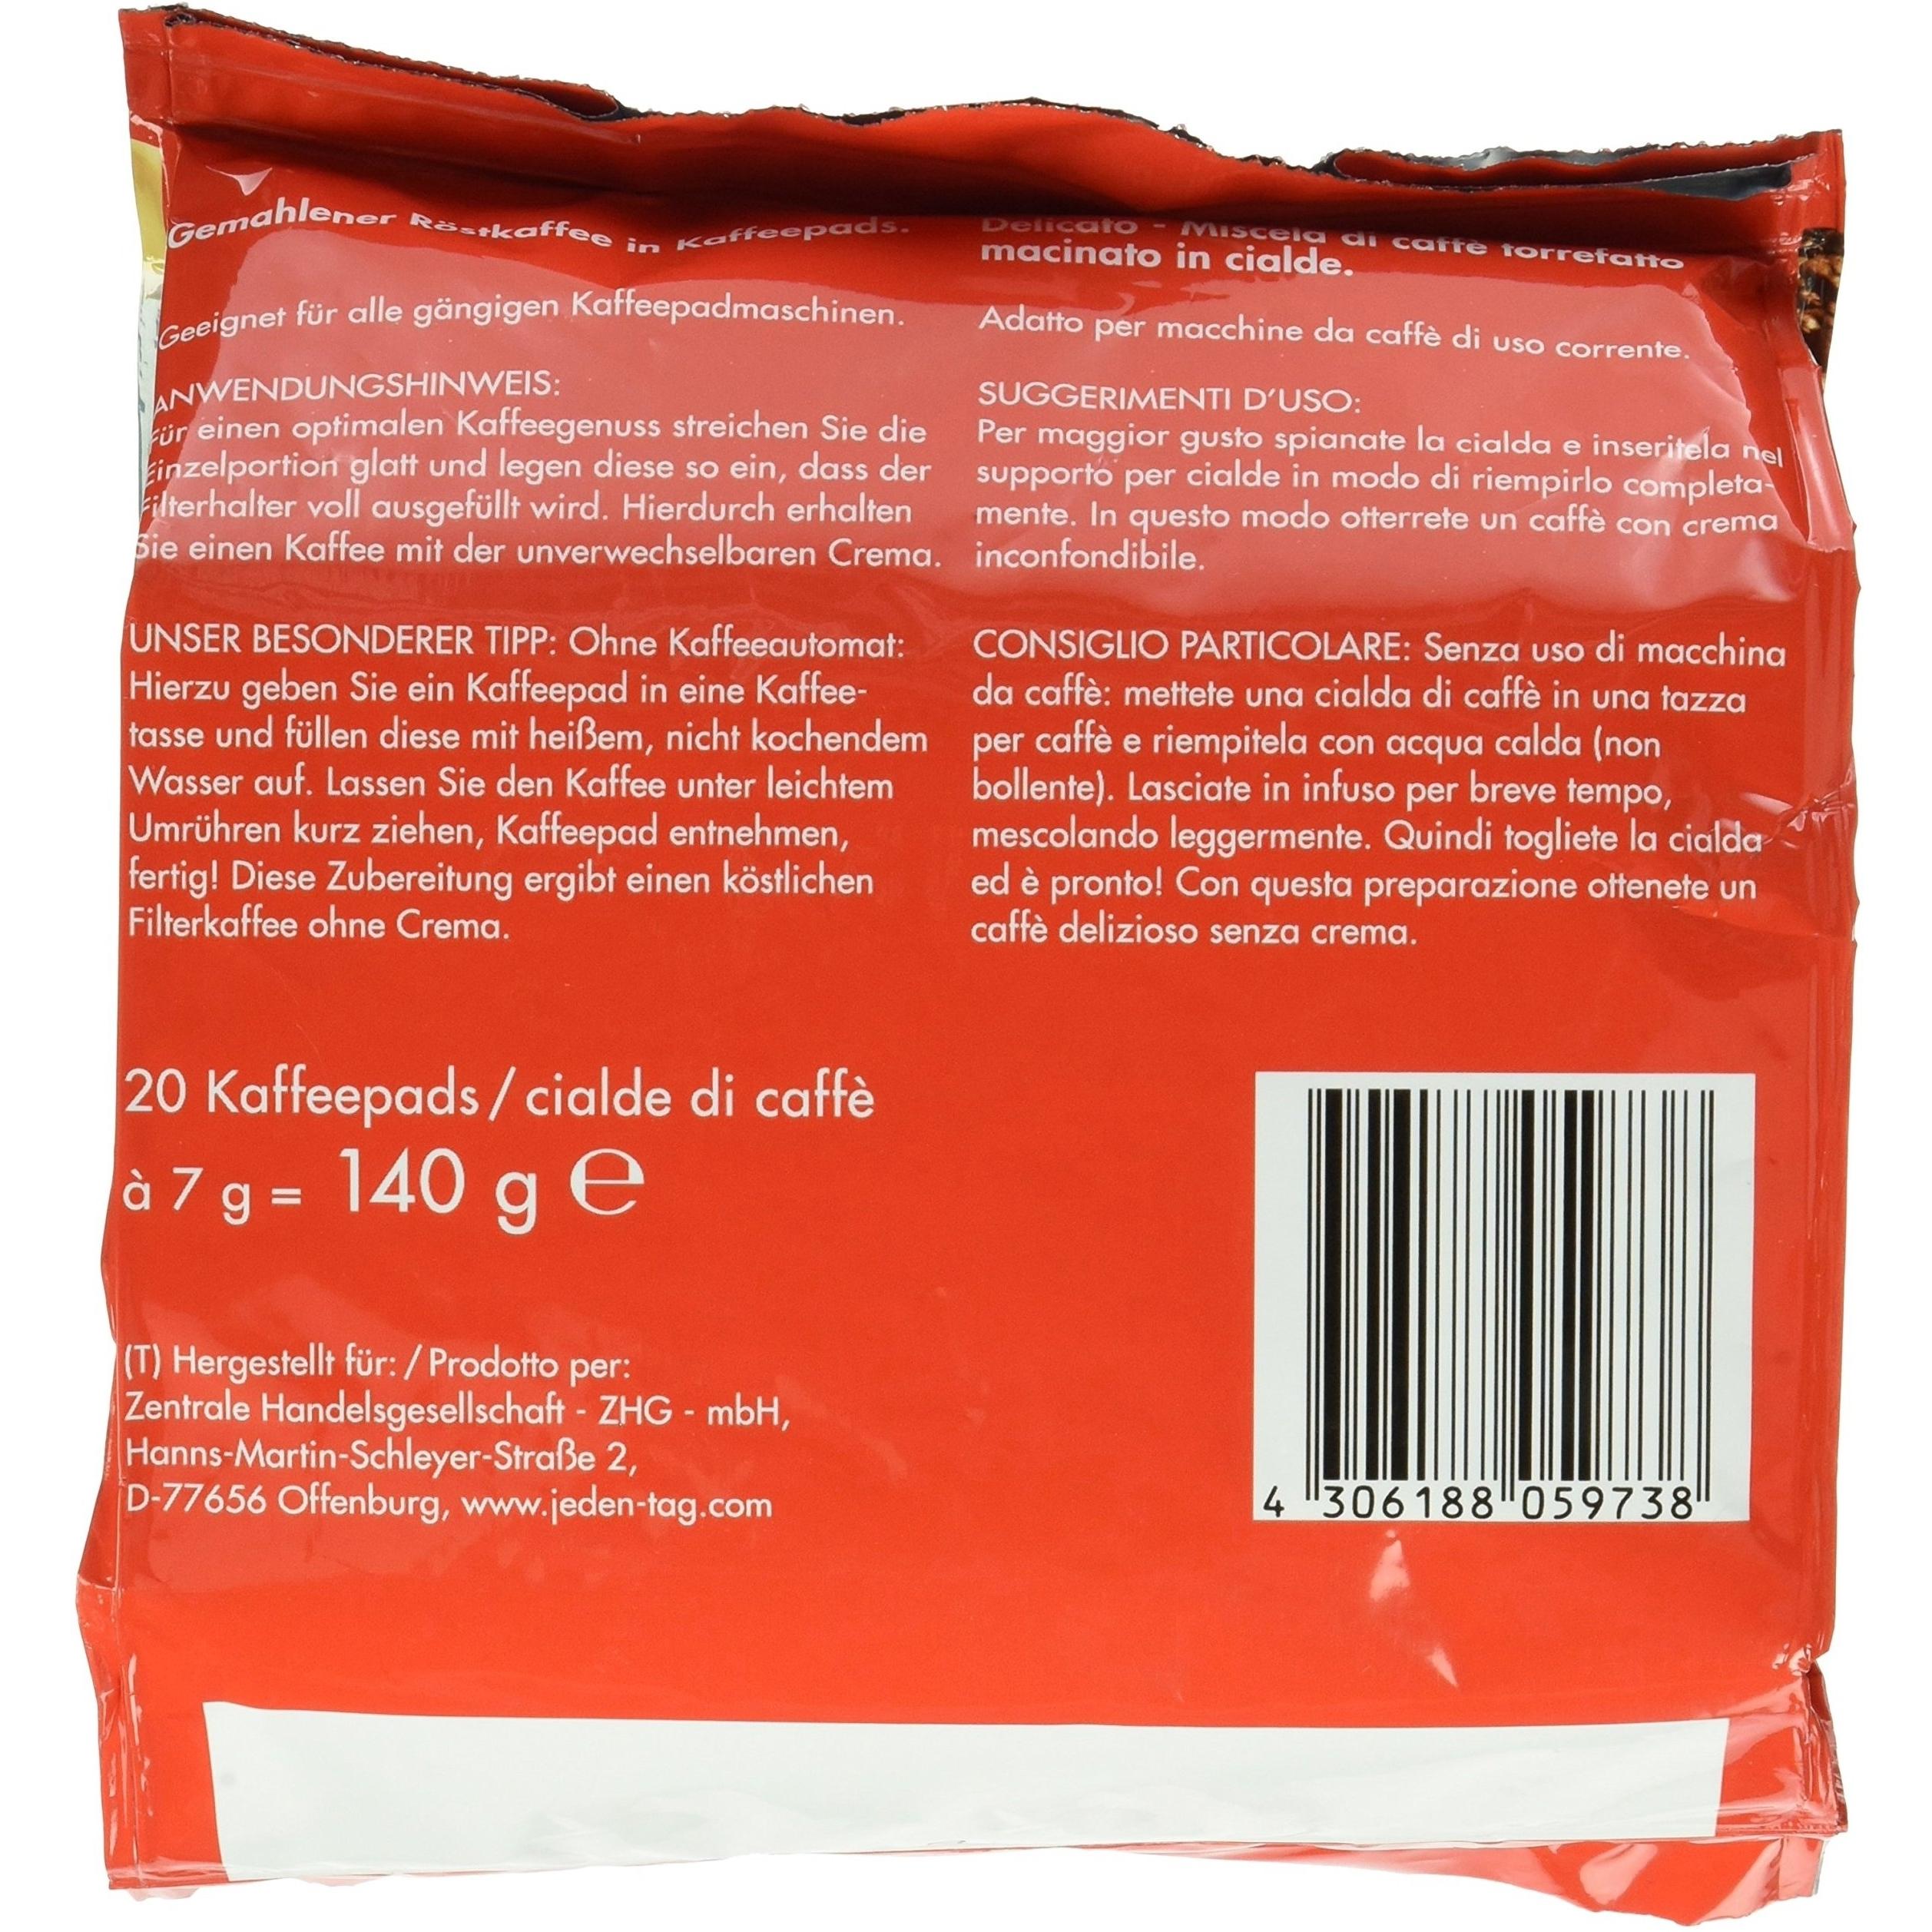 Gemahlener Röstkaffee in Kaffeepads.
Geeignet für alle gängigen Kaffeepadmaschinen.
ANWENDUNGSHINWEIS:
Für einen optimalen Kaffeegenuss streichen Sie die
Einzelportion glatt und legen diese so ein, dass der
Filterhalter voll ausgefüllt wird. Hierdurch erhalten
Sie einen Kaffee mit der unverwechselbaren Crema.
UNSER BESONDERER TIPP: Ohne Kaffeeautomat:
Hierzu geben Sie ein Kaffeepad in eine Kaffee-
tasse und füllen diese mit heißem, nicht kochendem
Wasser auf. Lassen Sie den Kaffee unter leichtem
Umrühren kurz ziehen, Kaffeepad entnehmen,
fertig! Diese Zubereitung ergibt einen köstlichen
Filterkaffee ohne Crema.
Delicato - Miscela di caffè torrefatto
macinato in cialde.
Adatto per macchine da caffè di uso corrente.
SUGGERIMENTI D'USO:
Per maggior gusto spianate la cialda e inseritela nel
supporto per cialde in modo di riempirlo completa-
mente. In questo modo otterrete un caffè con crema
inconfondibile.
CONSIGLIO PARTICOLARE: Senza uso di macchina
da caffè: mettete una cialda di caffè in una tazza
per caffè e riempitela con acqua calda (non
bollente). Lasciate in infuso per breve tempo,
mescolando leggermente. Quindi togliete la cialda
ed è pronto! Con questa preparazione ottenete un
caffè delizioso senza crema.
20 Kaffeepads / cialde di caffè
à 7 g = 140 g ℮
(T) Hergestellt für: / Prodotto per:
Zentrale Handelsgesellschaft - ZHG - mbH,
Hanns-Martin-Schleyer-Straße 2,
D-77656 Offenburg, www.jeden-tag.com
4 306188 059738